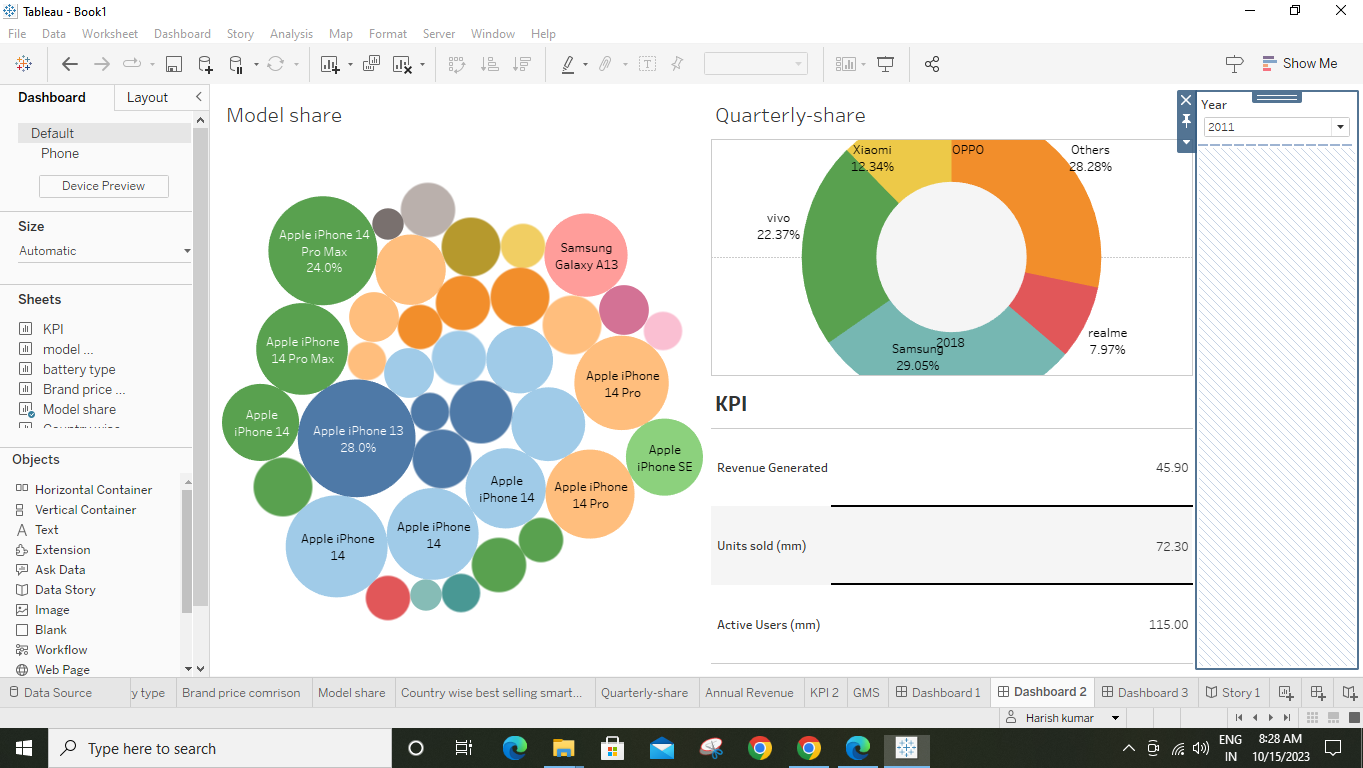 Tableau - Book1
File Data Worksheet Dashboard Story Analysis Map Format Server Window Help
Show Me
Dashboard Layout
Default
Phone
Device Preview
Size
Automatic
Sheets
KPI
model ...
battery type
Brand price ...
Model share
Objects
Horizontal Container
Vertical Container
Text
Extension
Ask Data
Data Story
Image
Blank
Workflow
Web Page
Model share
Apple iPhone 14
Pro Max
24.0%
Samsung
Galaxy A13
Apple iPhone
14 Pro Max
Apple iPhone
14 Pro
Apple
iPhone 14
Apple iPhone 13
28.0%
Apple
iPhone SE
Apple
iPhone 14
Apple iPhone
14 Pro
Apple iPhone
14
Apple iPhone
14
Quarterly-share
Xiaomi
12.34%
OPPO
Others
28.28%
vivo
22.37%
realme
7.97%
2018
Samsung
29.05%
KPI
Revenue Generated 45.90
Units sold (mm) 72.30
Active Users (mm) 115.00
Year
2011
Data Source y type Brand price comrison Model share Country wise best selling smart... Quarterly-share Annual Revenue KPI 2 GMS Dashboard 1 Dashboard 2 Dashboard 3 Story 1
Harish kumar
Type here to search
ENG
IN
8:28 AM
10/15/2023